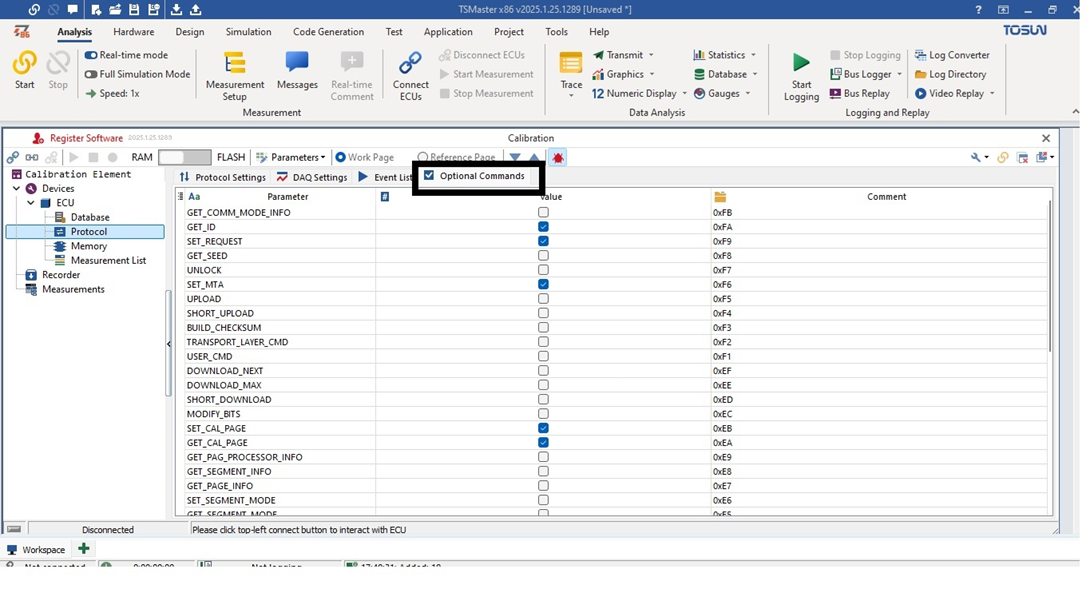 TSMaster x86 v2025.1.25.1289 [Unsaved *]
Analysis Hardware Design Simulation Code Generation Test Application Project Tools Help TOSUN
Real-time mode Disconnect ECUs Transmit Statistics Stop Logging Log Converter
Full Simulation Mode Start Measurement Graphics Database Bus Logger Log Directory
Start Stop Speed: 1x Measurement Setup Messages Real-time Comment Connect ECUs Stop Measurement Trace 12 Numeric Display Gauges Start Logging Bus Replay Video Replay
Measurement Data Analysis Logging and Replay
Register Software 2025.1.25.1289 Calibration
RAM FLASH Parameters Work Page Reference Page
Calibration Element Protocol Settings DAQ Settings Event List Optional Commands
Devices Aa Parameter # Value Comment
ECU
Database
Protocol
Memory
Measurement List
Recorder
Measurements
GET_COMM_MODE_INFO 0xFB
GET_ID 0xFA
SET_REQUEST 0xF9
GET_SEED 0xF8
UNLOCK 0xF7
SET_MTA 0xF6
UPLOAD 0xF5
SHORT_UPLOAD 0xF4
BUILD_CHECKSUM 0xF3
TRANSPORT_LAYER_CMD 0xF2
USER_CMD 0xF1
DOWNLOAD_NEXT 0xEF
DOWNLOAD_MAX 0xEE
SHORT_DOWNLOAD 0xED
MODIFY_BITS 0xEC
SET_CAL_PAGE 0xEB
GET_CAL_PAGE 0xEA
GET_PAG_PROCESSOR_INFO 0xE9
GET_SEGMENT_INFO 0xE8
GET_PAGE_INFO 0xE7
SET_SEGMENT_MODE 0xE6
GET_SEGMENT_MODE 0xE5
Disconnected Please click top-left connect button to interact with ECU
Workspace
Not connected 0:00:00:00 Not logging